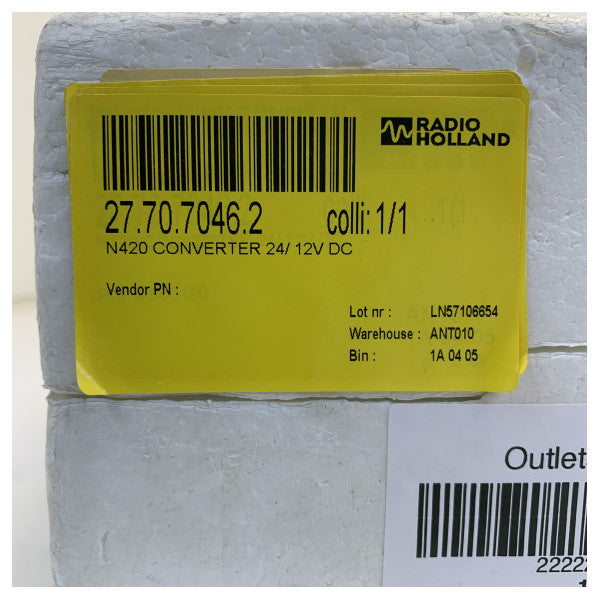 RADIO
HOLLAND
27.70.7046.2 colli: 1/1
N420 CONVERTER 24/ 12V DC
Vendor PN :
Lot nr : LN57106654
Warehouse : ANT010
Bin : 1A 04 05